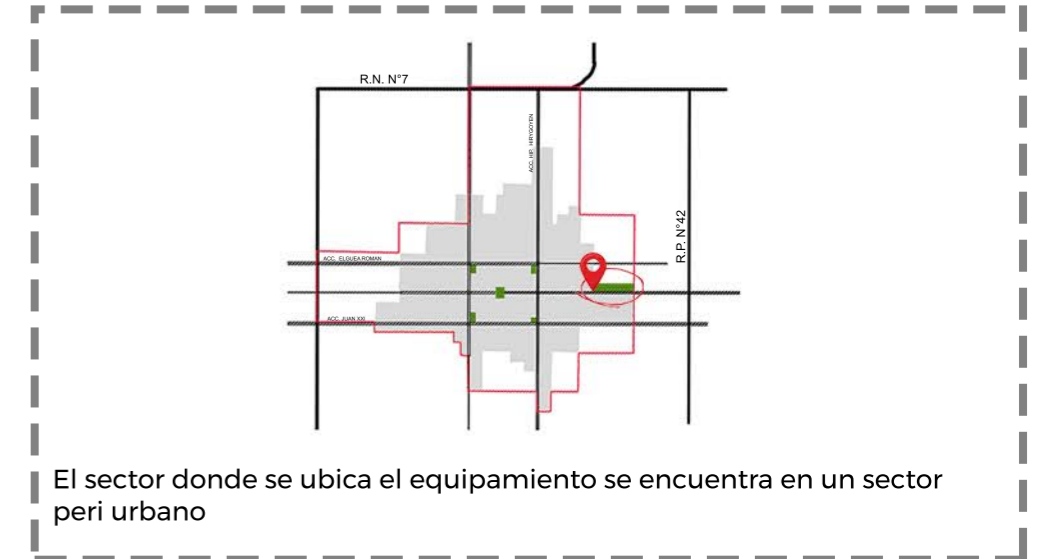 R.N. N°7
ACC. HIP. HIRYGOYEN
R.P. N°42
ACC. ELGUEA ROMAN
ACC. JUAN XXI
El sector donde se ubica el equipamiento se encuentra en un sector
peri urbano